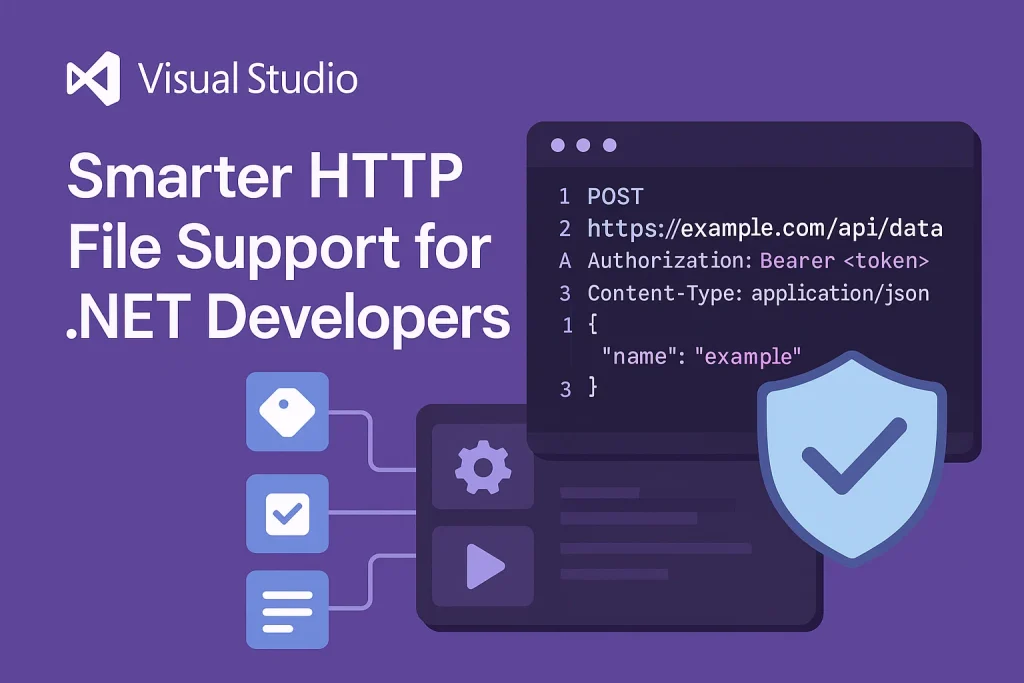 Visual Studio
Smarter HTTP
File Support for
.NET Developers
1 POST
2 https://example.com/api/data
A Authorization: Bearer <token>
3 Content-Type: application/json
1 {
"name": "example"
3 }